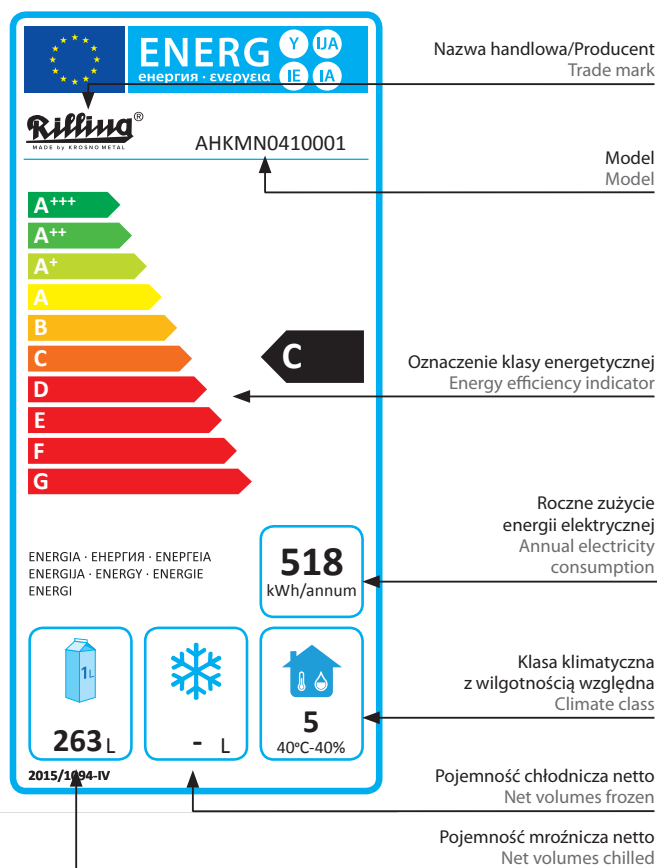 ENERG Y IJA
енергия · ενεργεια IE IA
Nazwa handlowa/Producent
Trade mark
Rilling®
MADE by KROSNO METAL
AHKMN0410001
Model
Model
A+++
A++
A+
A
B
C
C
Oznaczenie klasy energetycznej
Energy efficiency indicator
D
E
F
G
Roczne zużycie
energii elektrycznej
Annual electricity
consumption
ENERGIA · ЕНЕРГИЯ · ΕΝΕΡΓΕΙΑ
ENERGIJA · ENERGY · ENERGIE
ENERGI
518
kWh/annum
Klasa klimatyczna
z wilgotnością względna
Climate class
1L
263 L
- L
5
40°C-40%
2015/1094-IV
Pojemność chłodnicza netto
Net volumes frozen
Pojemność mroźnicza netto
Net volumes chilled